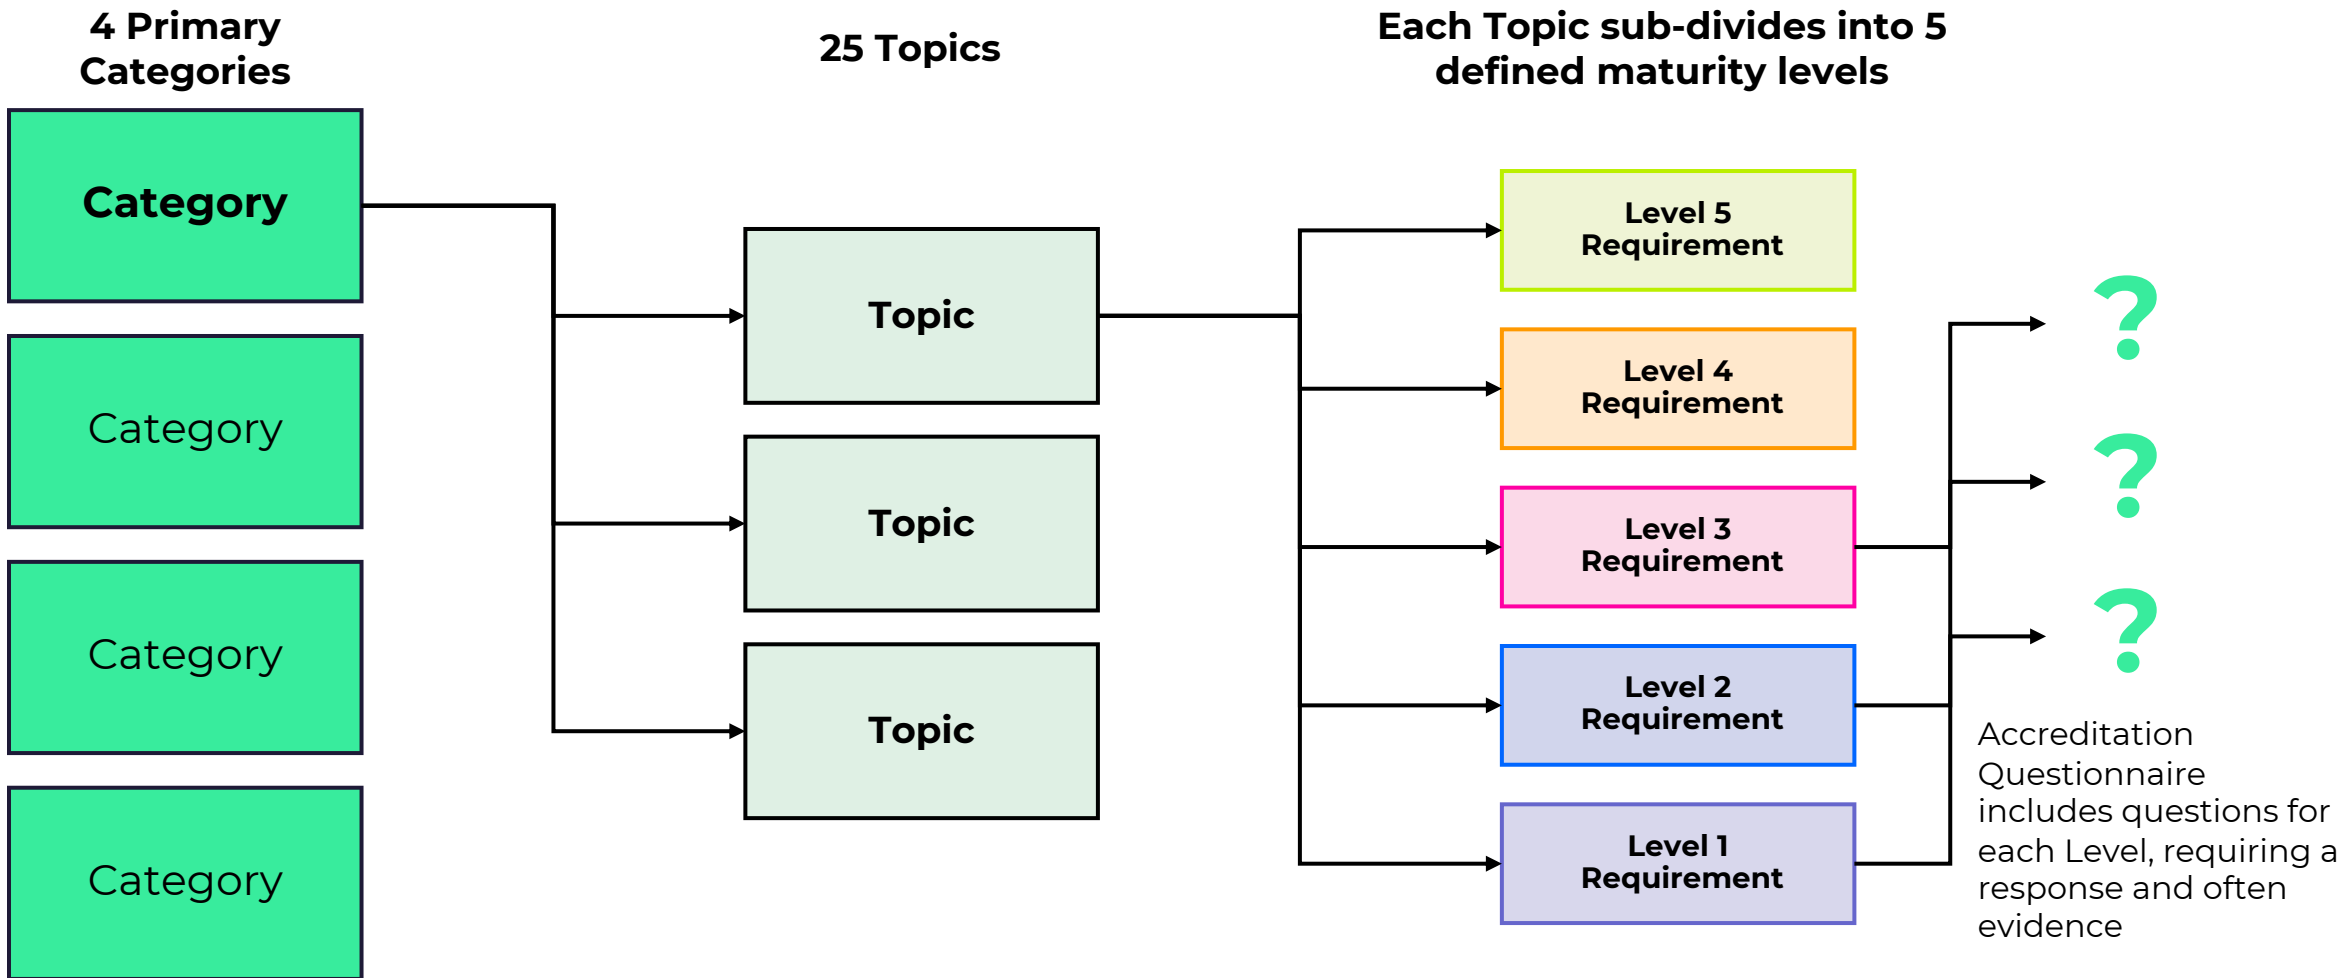 4 Primary
Categories
25 Topics
Each Topic sub-divides into 5
defined maturity levels
Category
Category
Category
Category
Topic
Topic
Topic
Level 5
Requirement
Level 4
Requirement
Level 3
Requirement
Level 2
Requirement
Level 1
Requirement
?
?
?
Accreditation
Questionnaire
includes questions for
each Level, requiring a
response and often
evidence